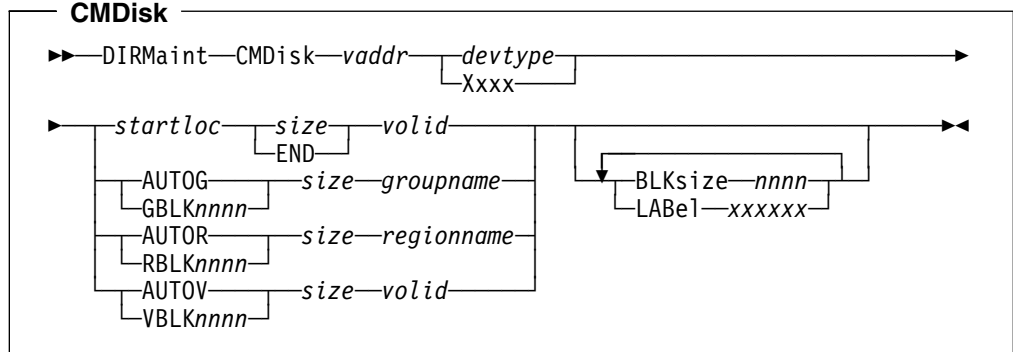 CMDisk
DIRMaint CMDisk vaddr devtype
Xxxx
startloc size volid
END
BLKsize nnnn
AUTOG size groupname
LABel xxxxxx
GBLKnnnn
AUTOR size regionname
RBLKnnnn
AUTOV size volid
VBLKnnnn